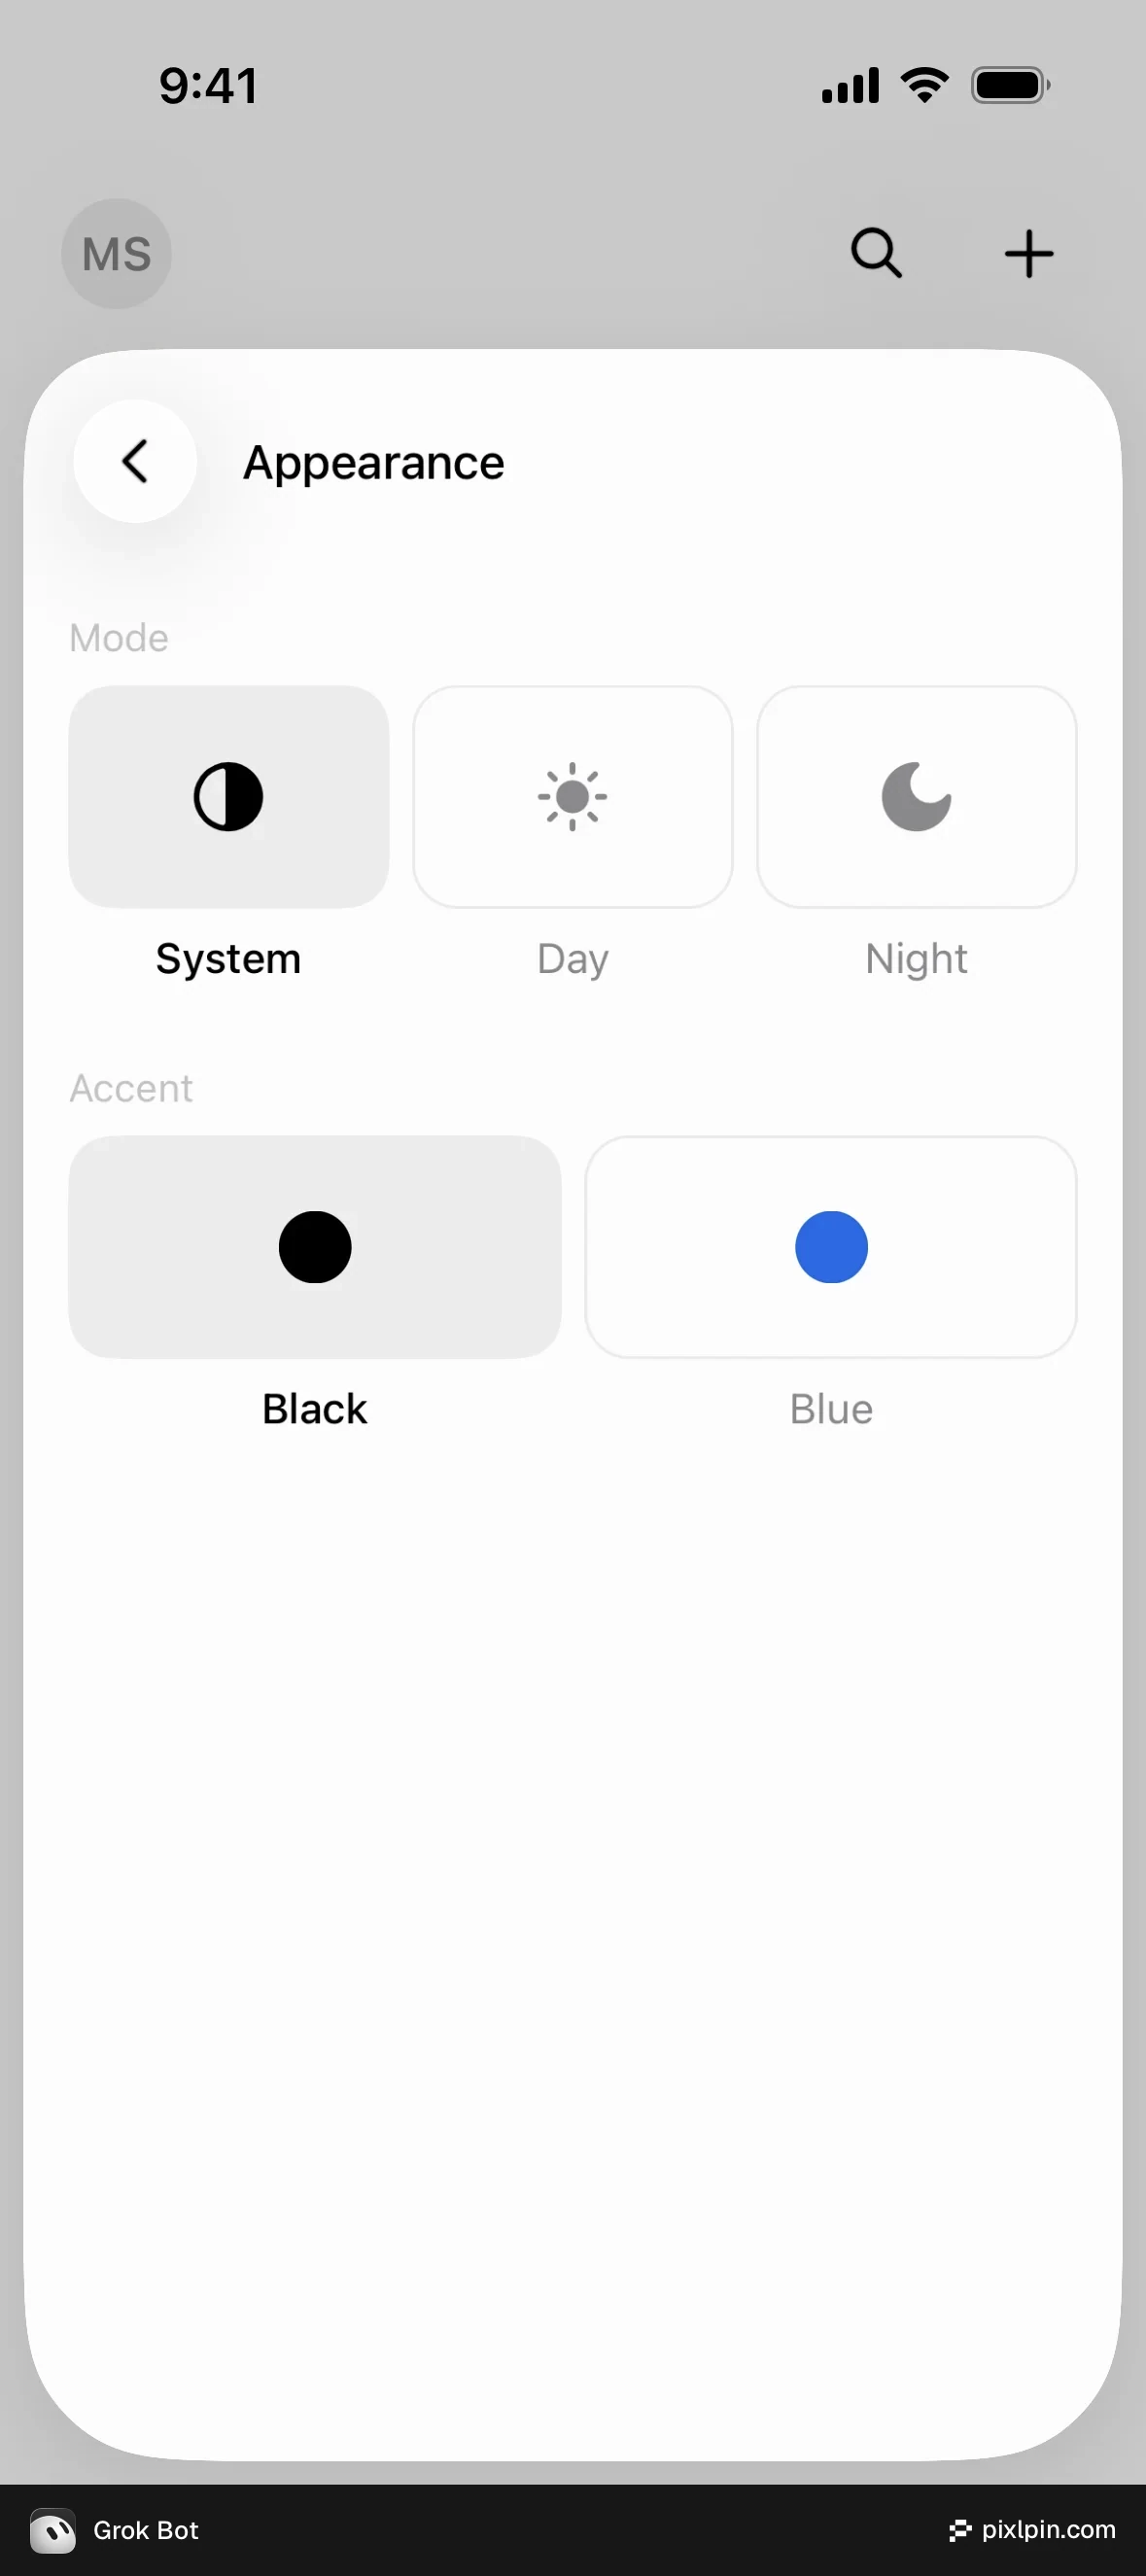 9:41
MS
Appearance
Mode
System Day Night
Accent
Black Blue
Grok Bot pixlpin.com